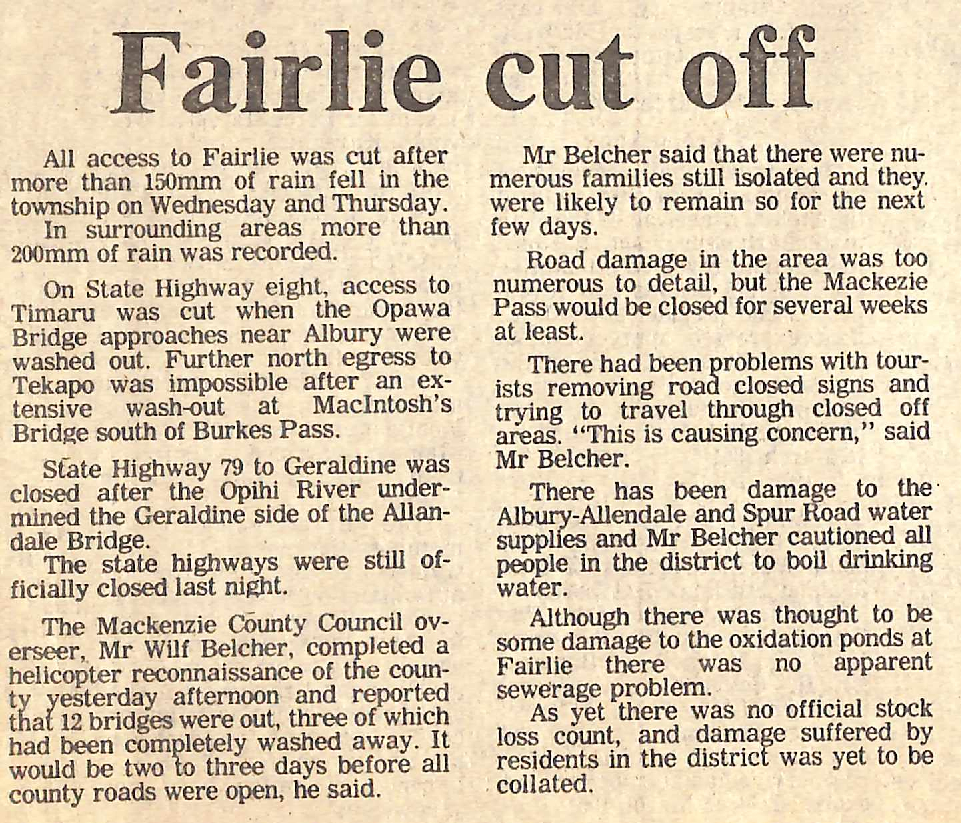 Fairlie cut off
All access to Fairlie was cut after
more than 150mm of rain fell in the
township on Wednesday and Thursday.
In surrounding areas more than
200mm of rain was recorded.
On State Highway eight, access to
Timaru was cut when the Opawa
Bridge approaches near Albury were
washed out. Further north egress to
Tekapo was impossible after an ex-
tensive wash-out at MacIntosh's
Bridge south of Burkes Pass.
State Highway 79 to Geraldine was
closed after the Opihi River under-
mined the Geraldine side of the Allan-
dale Bridge.
The state highways were still of-
ficially closed last night.
The Mackenzie County Council ov-
erseer, Mr Wilf Belcher, completed a
helicopter reconnaissance of the coun-
ty yesterday afternoon and reported
that 12 bridges were out, three of which
had been completely washed away. It
would be two to three days before all
county roads were open, he said.
Mr Belcher said that there were nu-
merous families still isolated and they.
were likely to remain so for the next
few days.
Road damage in the area was too
numerous to detail, but the Mackezie
Pass would be closed for several weeks
at least.
There had been problems with tour-
ists removing road closed signs and
trying to travel through closed off
areas. "This is causing concern," said
Mr Belcher.
There has been damage to the
Albury-Allendale and Spur Road water
supplies and Mr Belcher cautioned all
people in the district to boil drinking
water.
Although there was thought to be
some damage to the oxidation ponds at
Fairlie there was no apparent
sewerage problem.
As yet there was no official stock
loss count, and damage suffered by
residents in the district was yet to be
collated.